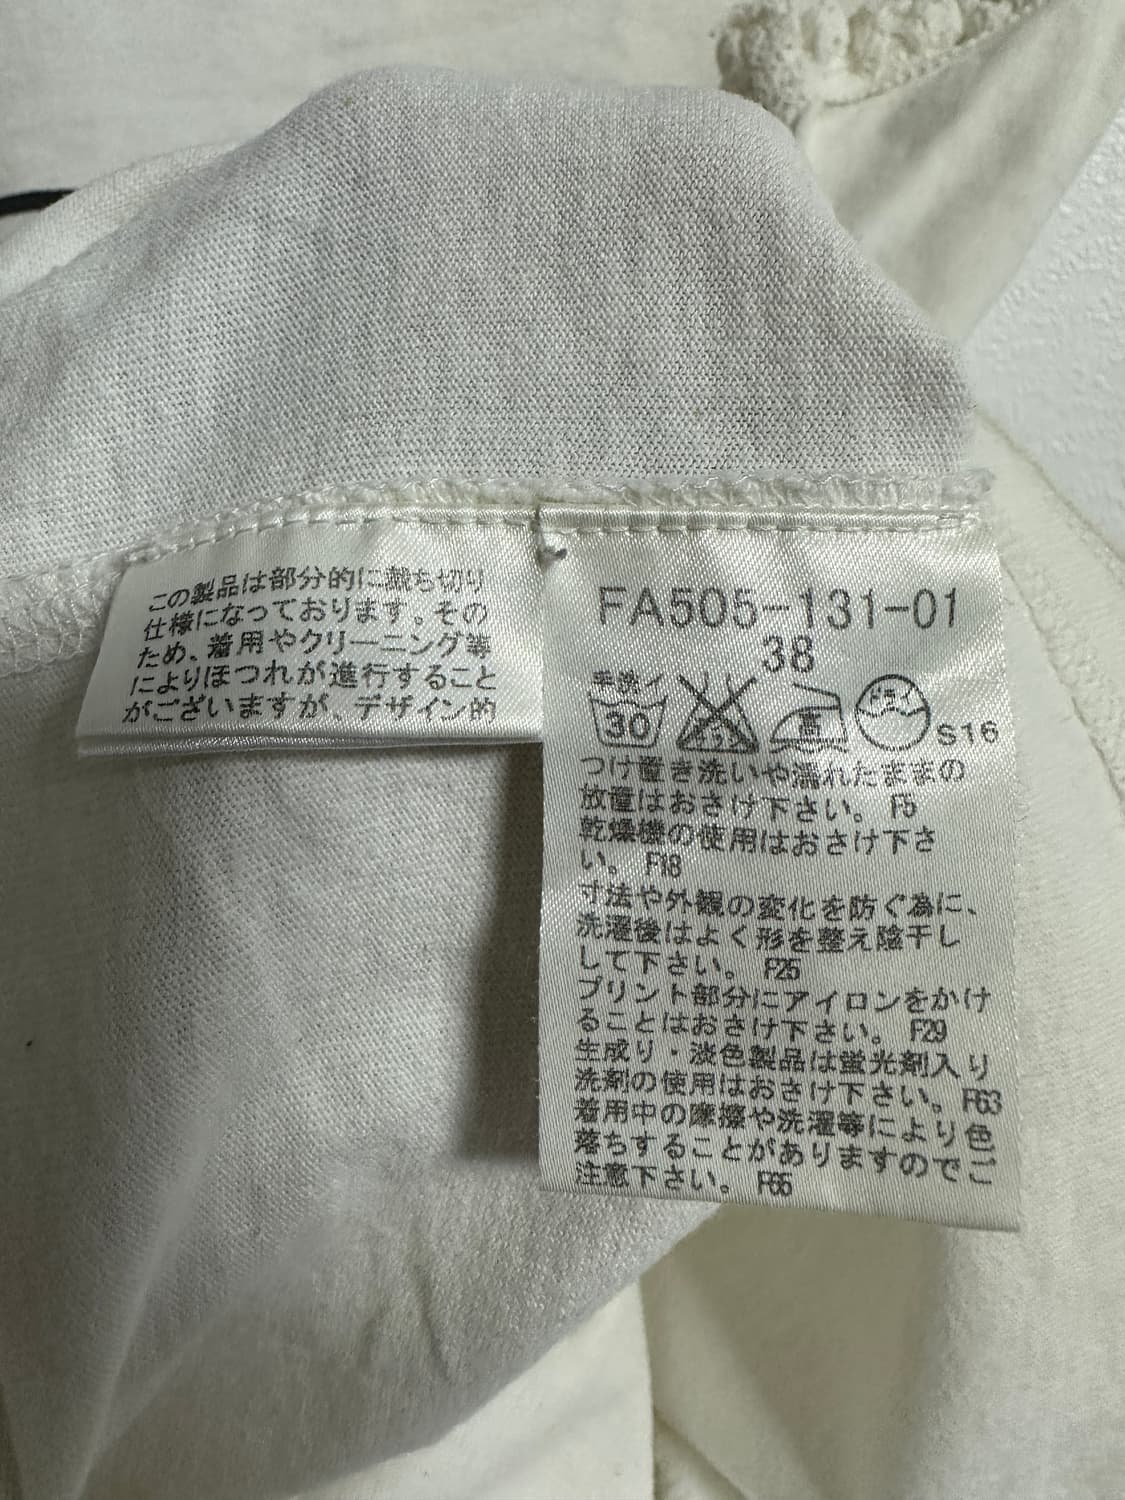 この製品は部分的に裁ち切り
仕様になっております。その
ため、着用やクリーニング等
によりほつれが進行すること
がございますが、デザイン的
FA505-131-01
38
手洗イ
30
エンソ
高
ドライ
S16
つけ置き洗いや濡れたままの
放置はおさけ下さい。 F5
乾燥機の使用はおさけ下さ
い。 F18
寸法や外観の変化を防ぐ為に、
洗濯後はよく形を整え陰干し
して下さい。 F25
プリント部分にアイロンをかけ
ることはおさけ下さい。 F29
生成り・淡色製品は蛍光剤入り
洗剤の使用はおさけ下さい。 F63
着用中の摩擦や洗濯等により色
落ちすることがありますのでご
注意下さい。 F65